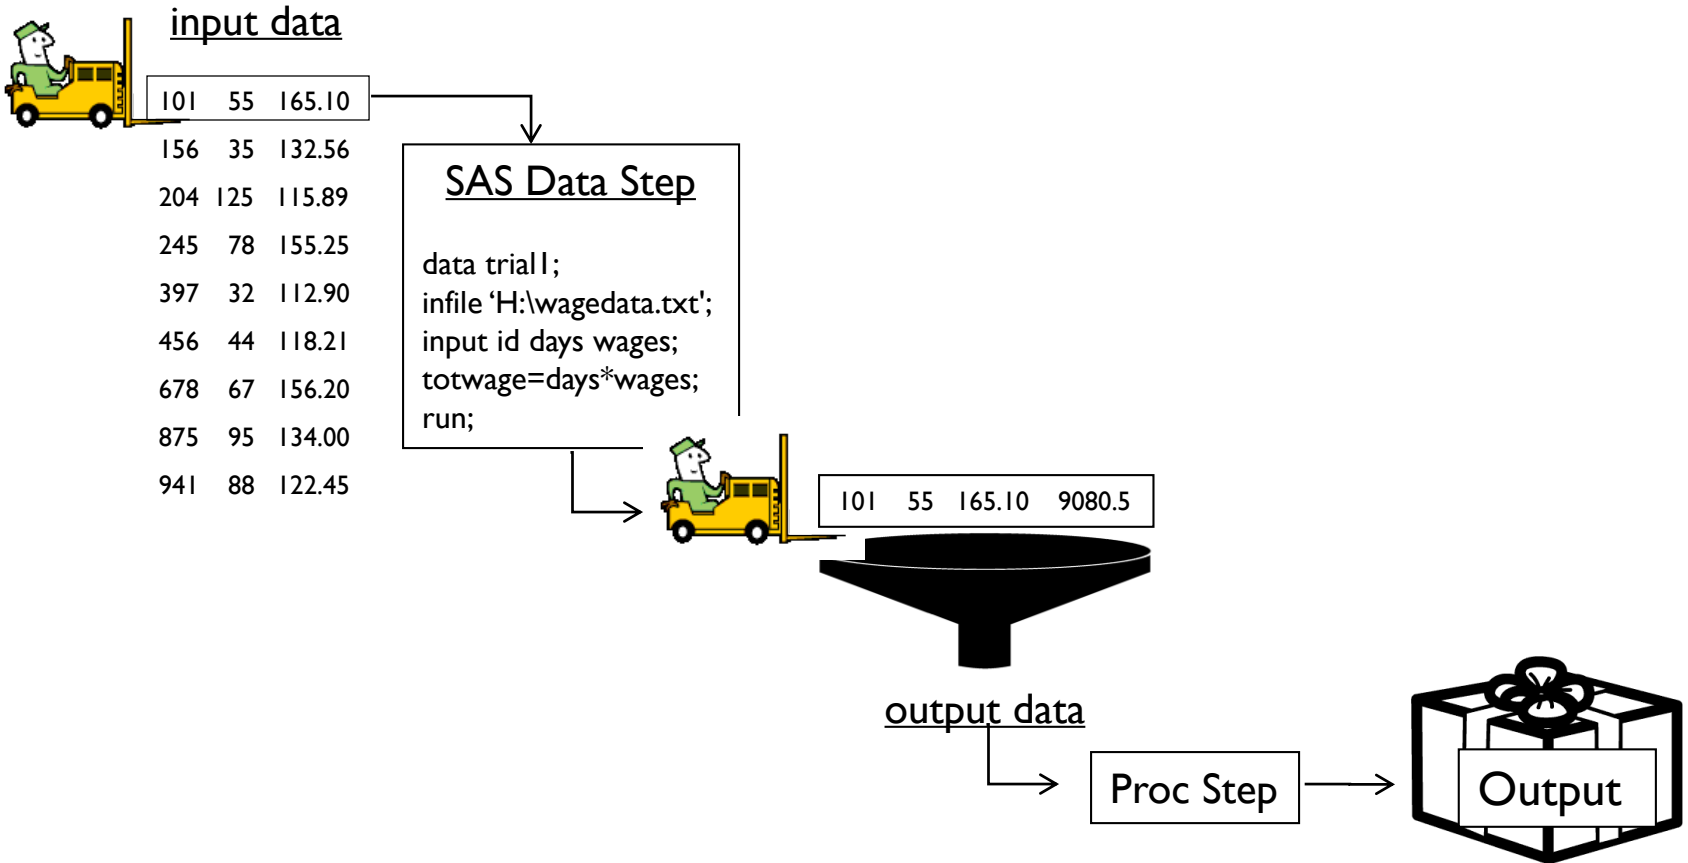 input data
101 55 165.10
156 35 132.56
204 125 115.89
245 78 155.25
397 32 112.90
456 44 118.21
678 67 156.20
875 95 134.00
941 88 122.45
SAS Data Step
data trial1;
infile ‘H:\wagedata.txt';
input id days wages;
totwage=days*wages;
run;
101 55 165.10 9080.5
output data
Proc Step
Output